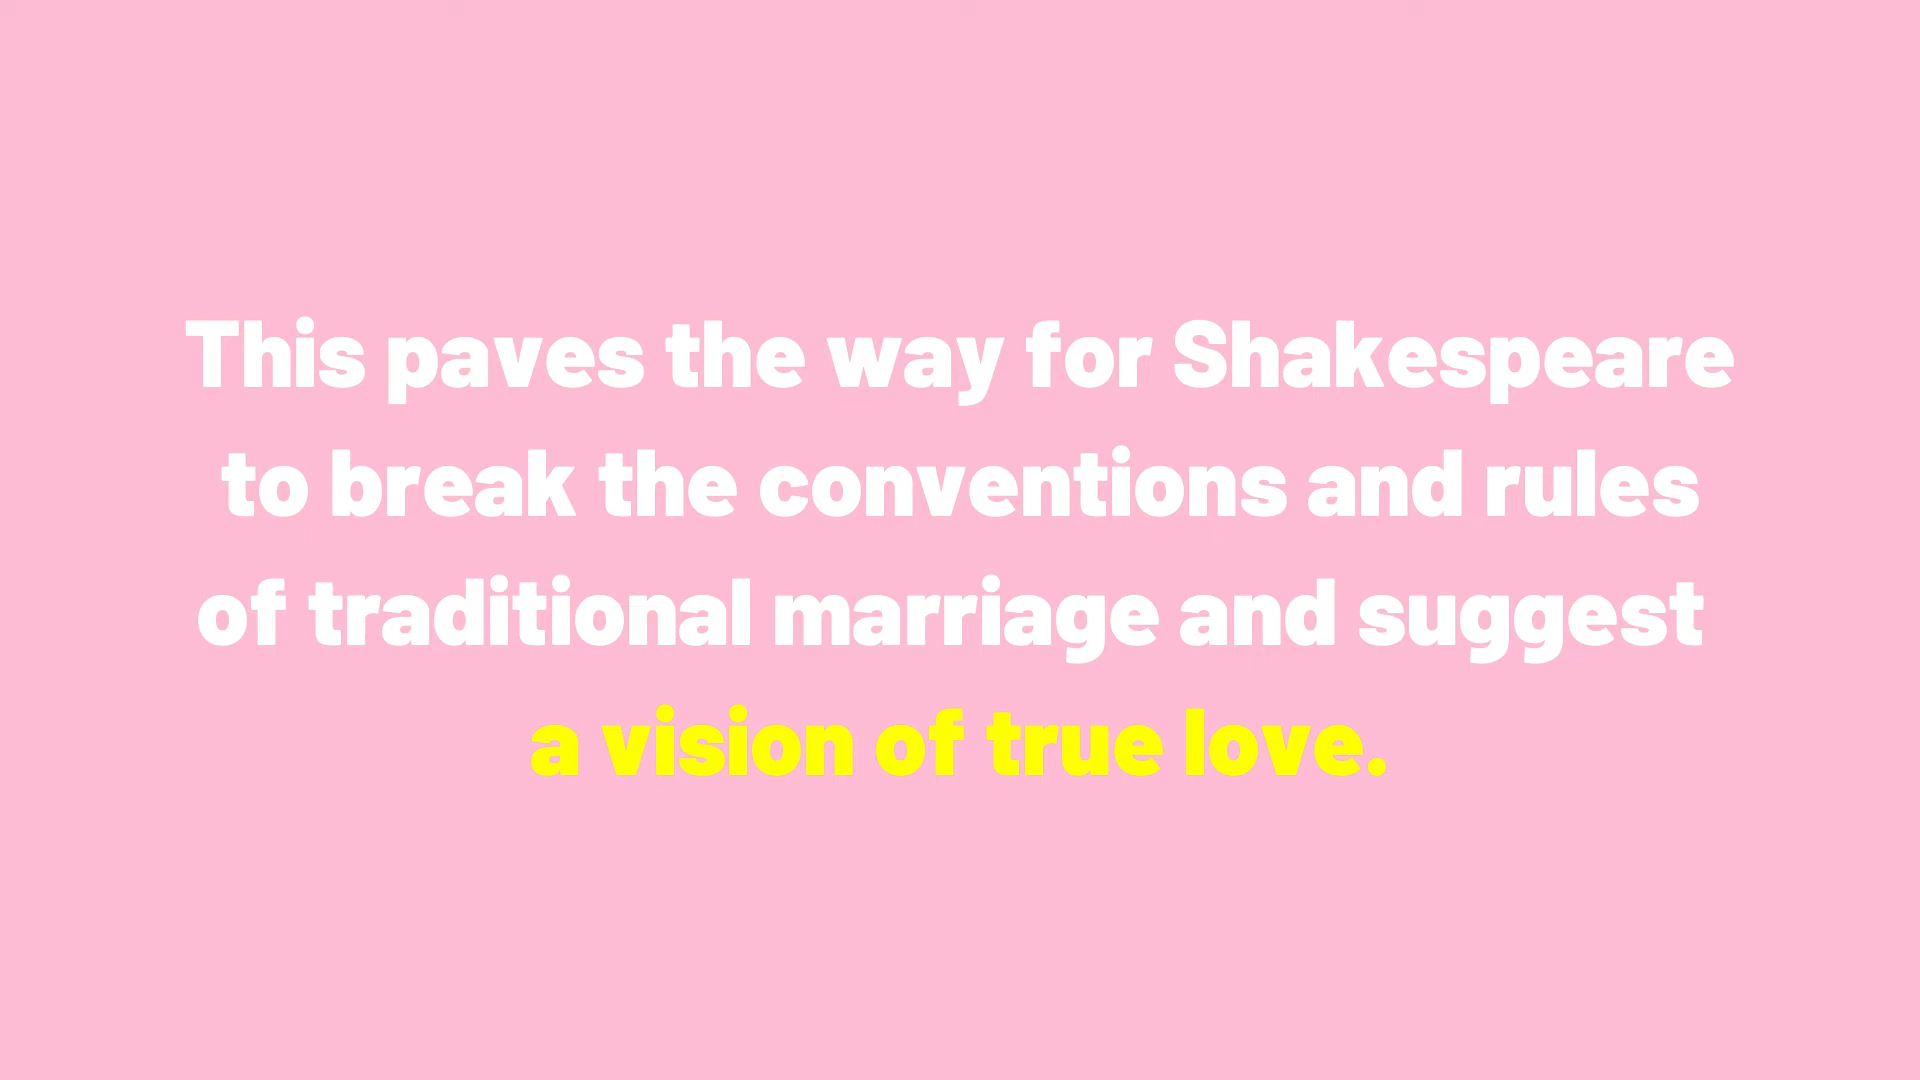 This paves the way for Shakespeare
to break the conventions and rules
of traditional marriage and suggest
a vision of true love.